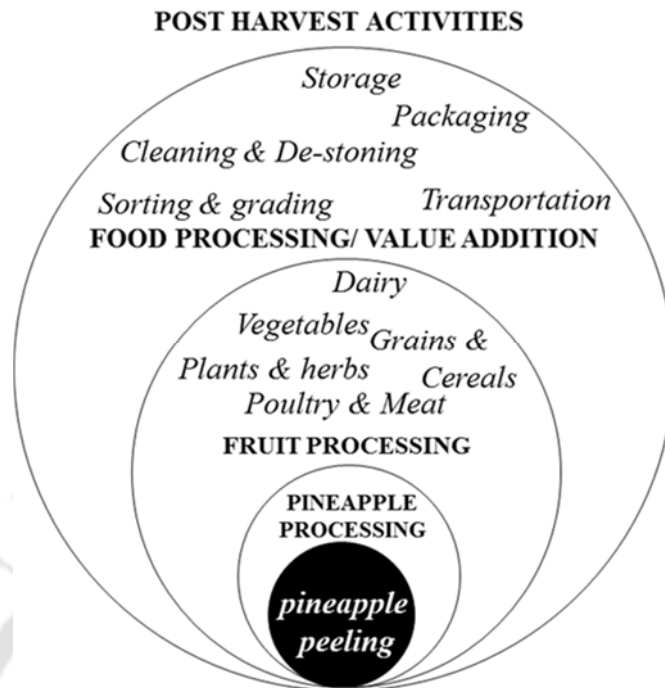 POST HARVEST ACTIVITIES
Storage
Packaging
Cleaning & De-stoning
Sorting & grading
Transportation
FOOD PROCESSING/ VALUE ADDITION
Dairy
Vegetables
Grains &
Cereals
Plants & herbs
Poultry & Meat
FRUIT PROCESSING
PINEAPPLE
PROCESSING
pineapple
peeling